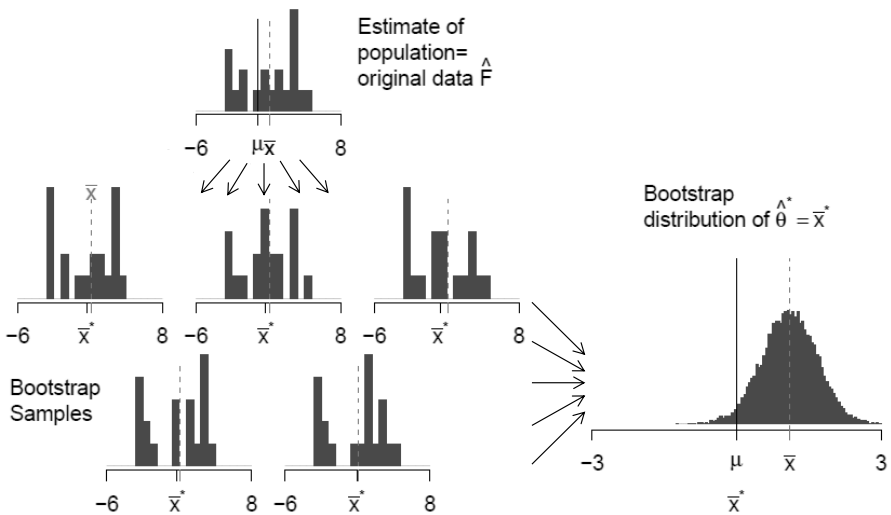 Estimate of
population=
original data F̂
−6 μ x̄ 8
x̄
−6 x̄* 8
−6 x̄* 8
−6 x̄* 8
Bootstrap
distribution of θ̂* = x̄*
Bootstrap
Samples
−6 x̄* 8
−6 x̄* 8
−3 μ x̄ 3
x̄*